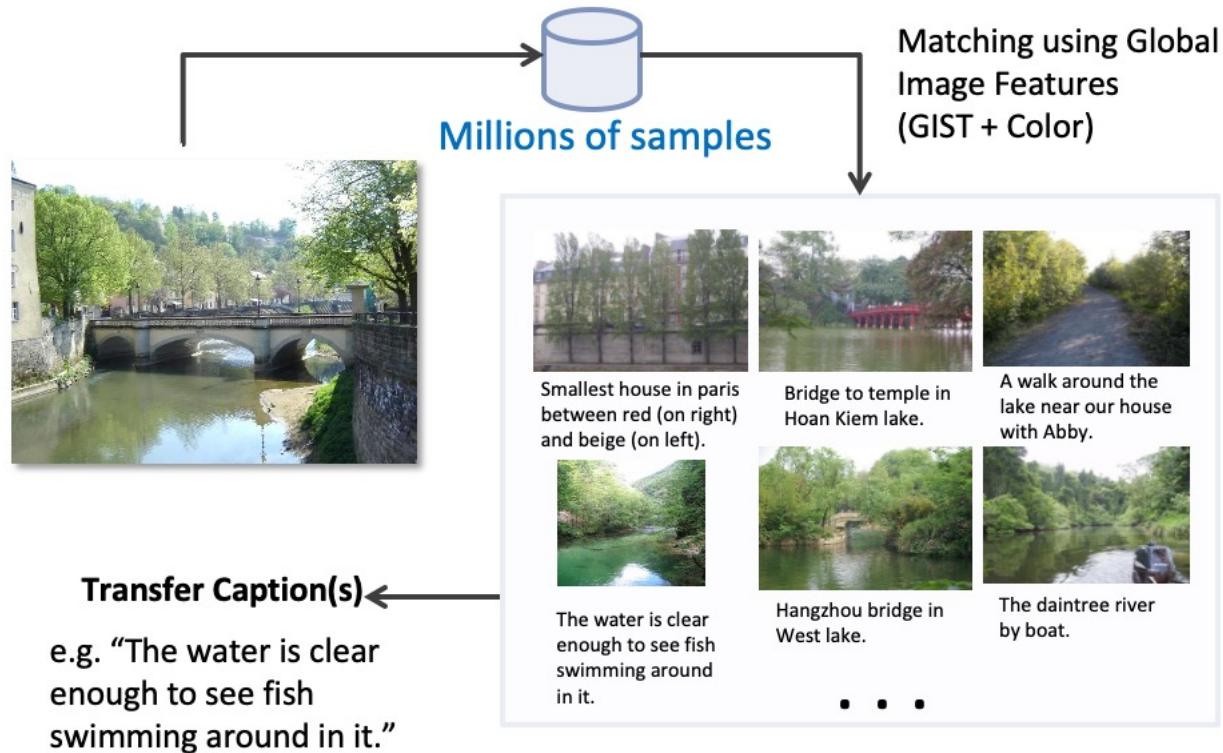 Matching using Global
Image Features
(GIST + Color)
Millions of samples
Smallest house in paris
between red (on right)
and beige (on left).
Bridge to temple in
Hoan Kiem lake.
A walk around the
lake near our house
with Abby.
The water is clear
enough to see fish
swimming around
in it.
Hangzhou bridge in
West lake.
The daintree river
by boat.
. . .
Transfer Caption(s)
e.g. “The water is clear
enough to see fish
swimming around in it.”